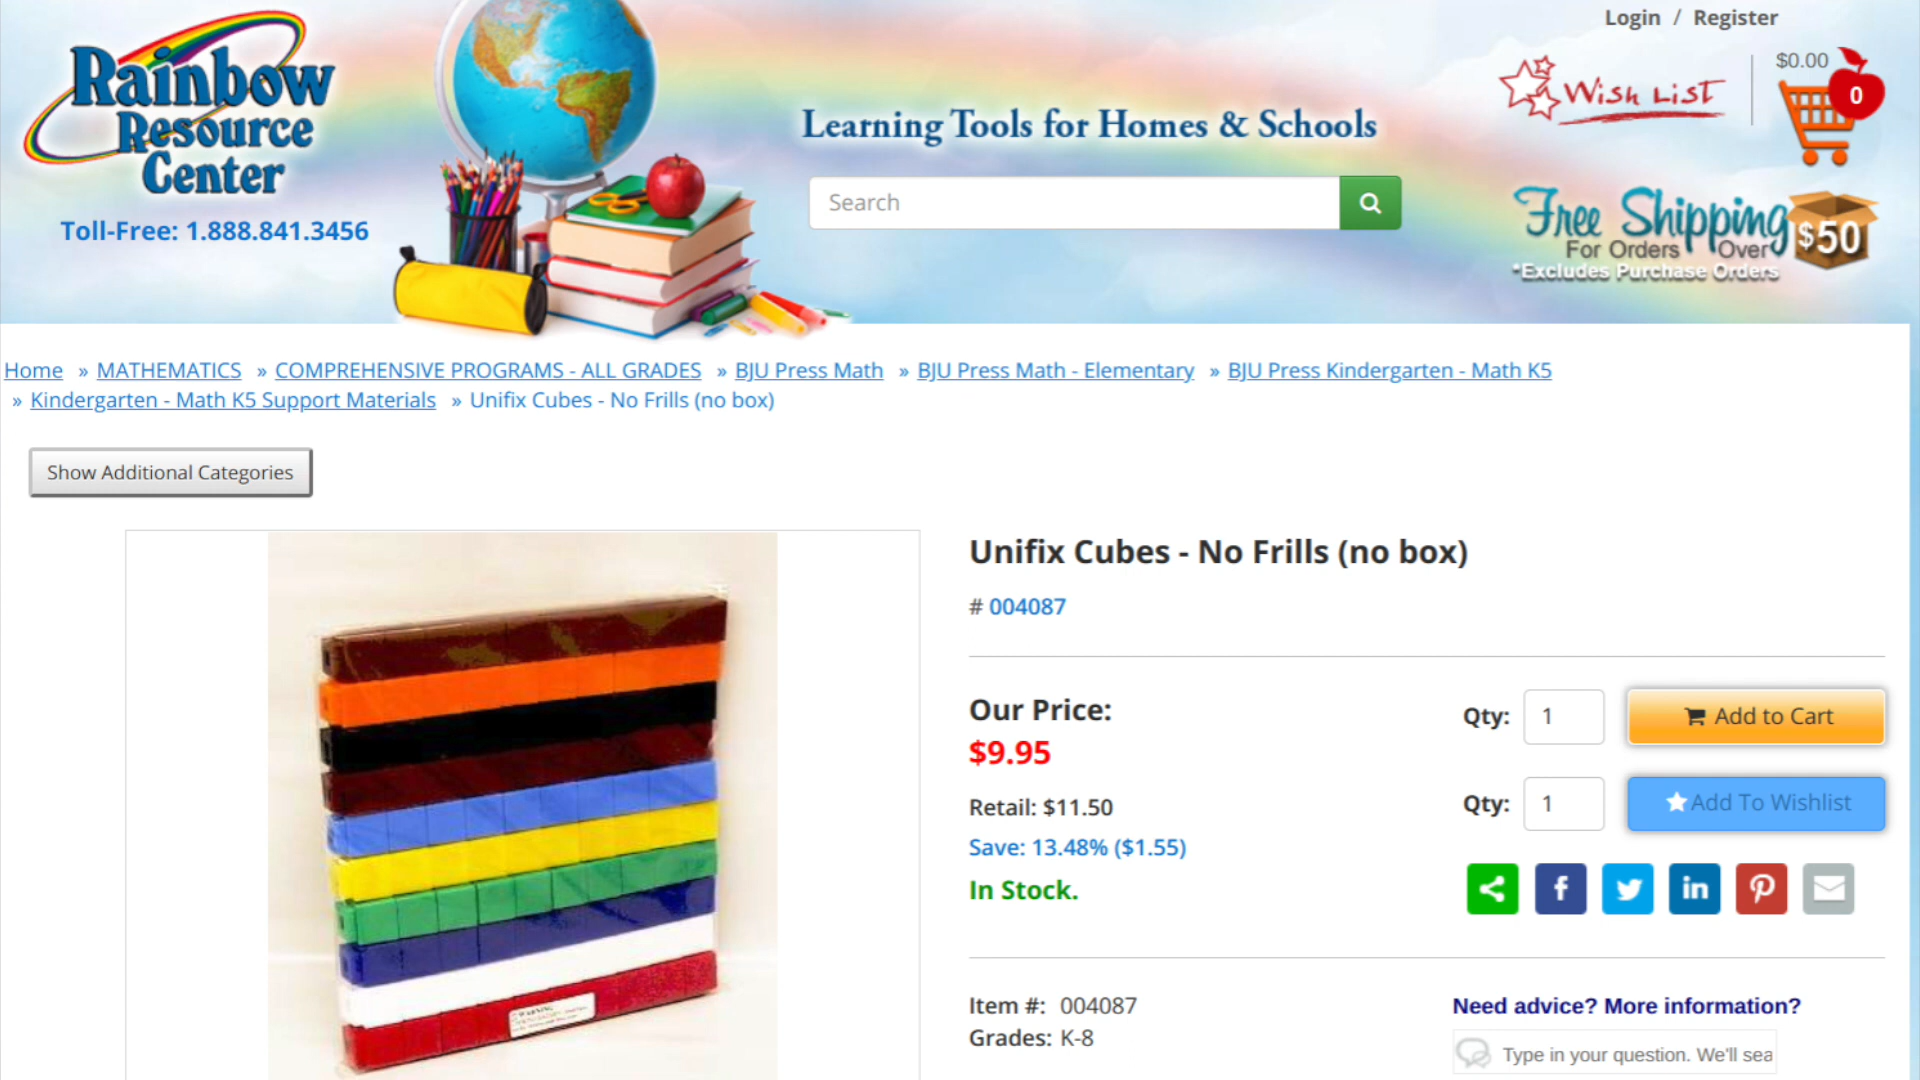 Login / Register
Rainbow
Resource
Center
Toll-Free: 1.888.841.3456
Learning Tools for Homes & Schools
Search
Wish List
$0.00
0
Free Shipping
For Orders Over
$50
*Excludes Purchase Orders
Home » MATHEMATICS » COMPREHENSIVE PROGRAMS - ALL GRADES » BJU Press Math » BJU Press Math - Elementary » BJU Press Kindergarten - Math K5
» Kindergarten - Math K5 Support Materials » Unifix Cubes - No Frills (no box)
Show Additional Categories
Unifix Cubes - No Frills (no box)
# 004087
Our Price:
$9.95
Retail: $11.50
Save: 13.48% ($1.55)
In Stock.
Qty: 1 Add to Cart
Qty: 1 Add To Wishlist
Item #: 004087
Grades: K-8
Need advice? More information?
Type in your question. We'll sea
WARNING